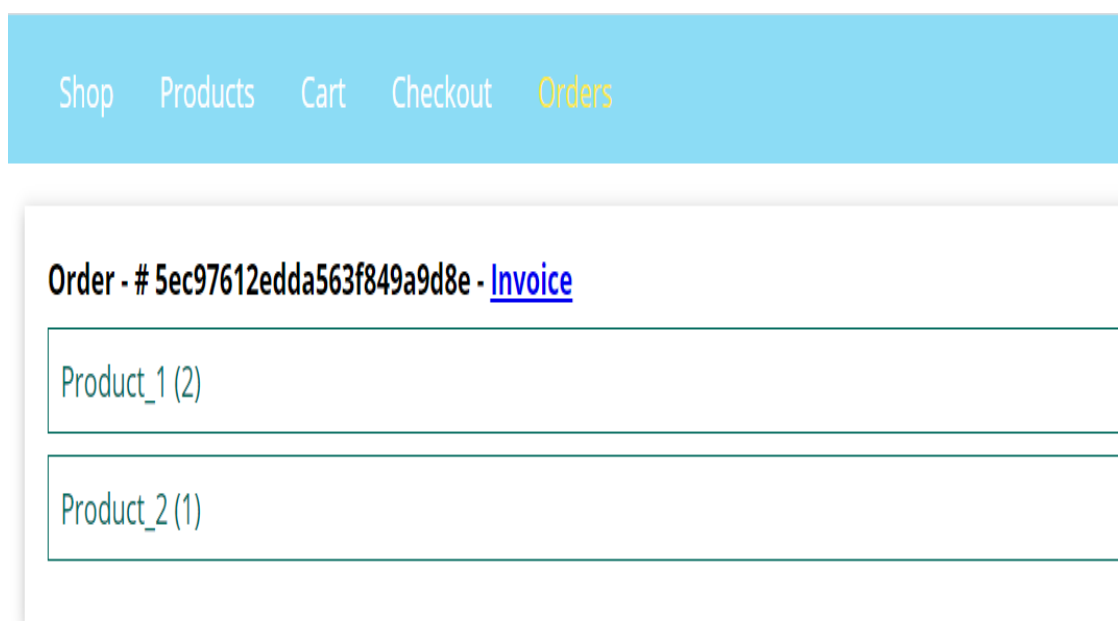 Shop Products Cart Checkout Orders
Order - # 5ec97612edda563f849a9d8e - Invoice
Product_1 (2)
Product_2 (1)